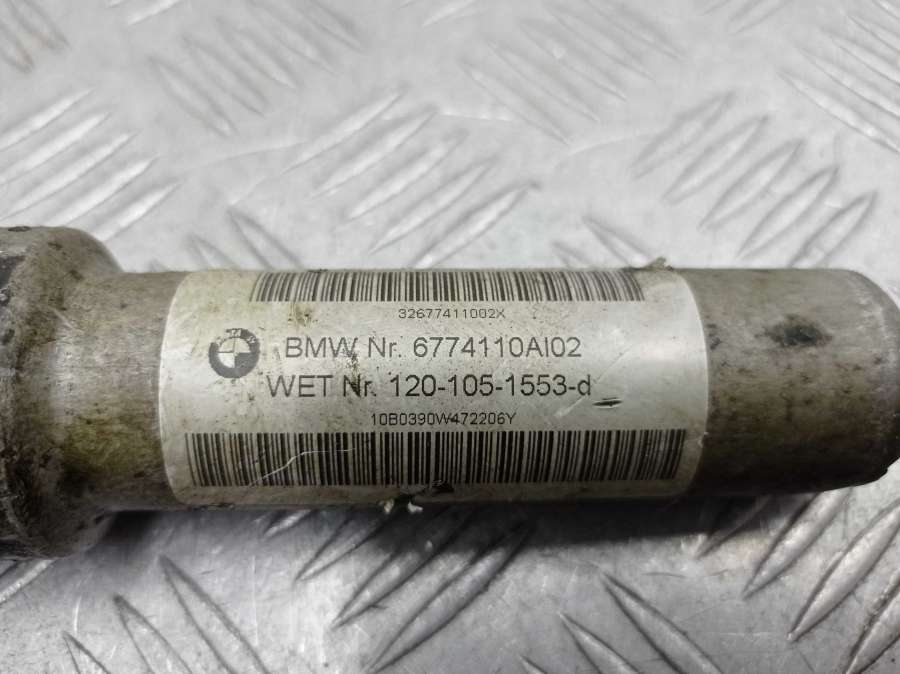 32677411002X
BMW Nr. 6774110AI02
WET Nr. 120-105-1553-d
10B0390W472206Y